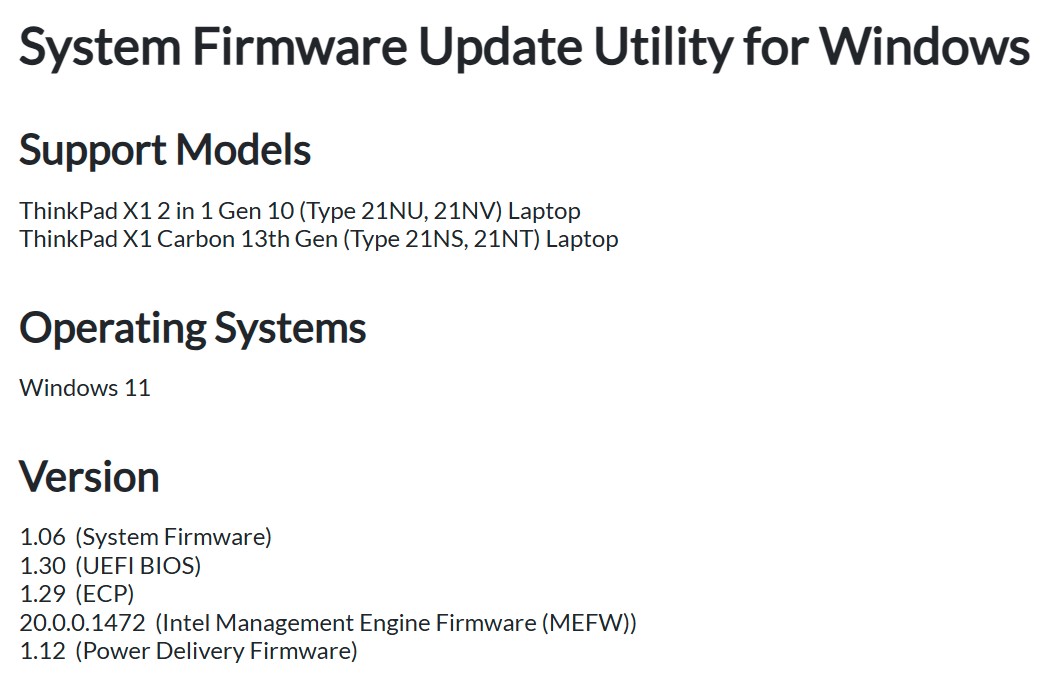 System Firmware Update Utility for Windows
Support Models
ThinkPad X1 2 in 1 Gen 10 (Type 21NU, 21NV) Laptop
ThinkPad X1 Carbon 13th Gen (Type 21NS, 21NT) Laptop
Operating Systems
Windows 11
Version
1.06 (System Firmware)
1.30 (UEFI BIOS)
1.29 (ECP)
20.0.0.1472 (Intel Management Engine Firmware (MEFW))
1.12 (Power Delivery Firmware)